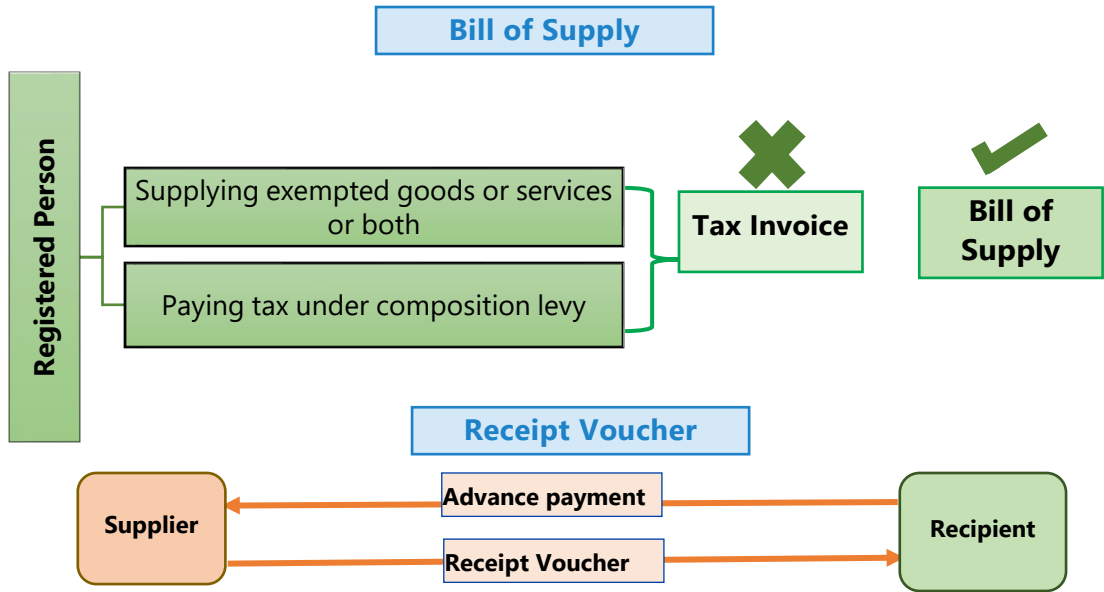 Bill of Supply
Registered Person
Supplying exempted goods or services
or both
Paying tax under composition levy
Tax Invoice
Bill of
Supply
Receipt Voucher
Supplier
Advance payment
Receipt Voucher
Recipient